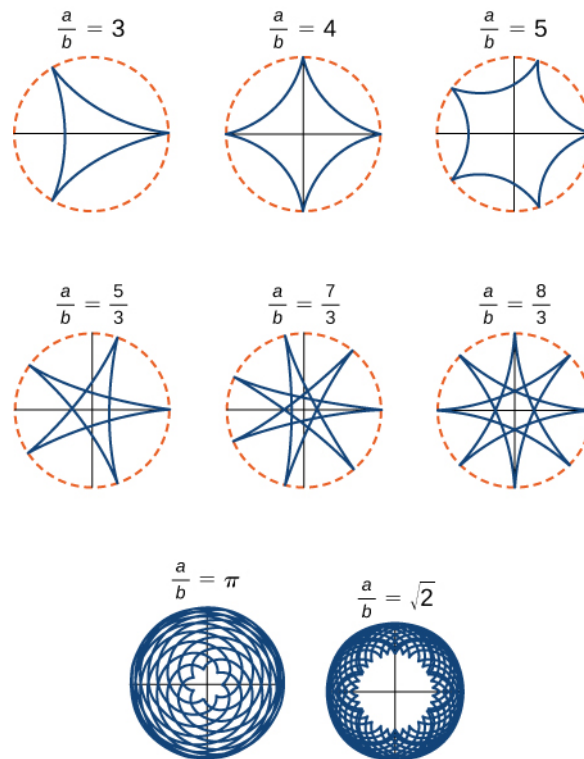 a/b = 3
a/b = 4
a/b = 5
a/b = 5/3
a/b = 7/3
a/b = 8/3
a/b = π
a/b = √2